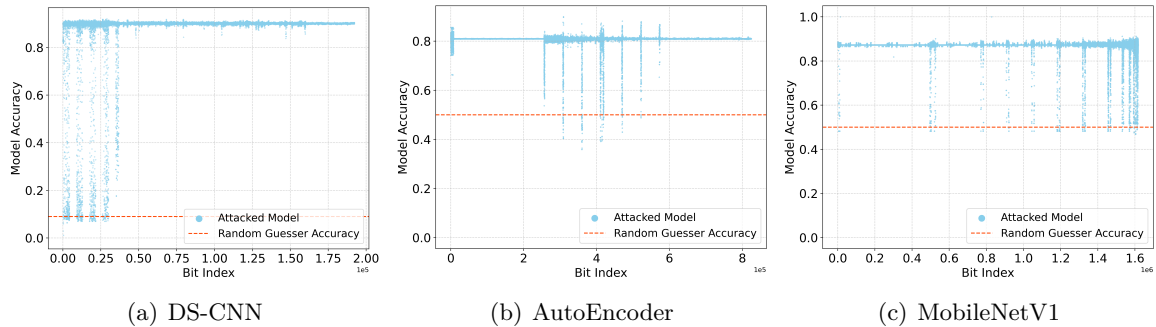 Model Accuracy
0.8
0.6
0.4
0.2
0.0
Attacked Model
Random Guesser Accuracy
0.00 0.25 0.50 0.75 1.00 1.25 1.50 1.75 2.00
Bit Index
1e5
(a) DS-CNN
Model Accuracy
0.8
0.6
0.4
0.2
0.0
Attacked Model
Random Guesser Accuracy
0 2 4 6 8
Bit Index
1e5
(b) AutoEncoder
Model Accuracy
1.0
0.8
0.6
0.4
0.2
0.0
Attacked Model
Random Guesser Accuracy
0.0 0.2 0.4 0.6 0.8 1.0 1.2 1.4 1.6
Bit Index
1e6
(c) MobileNetV1